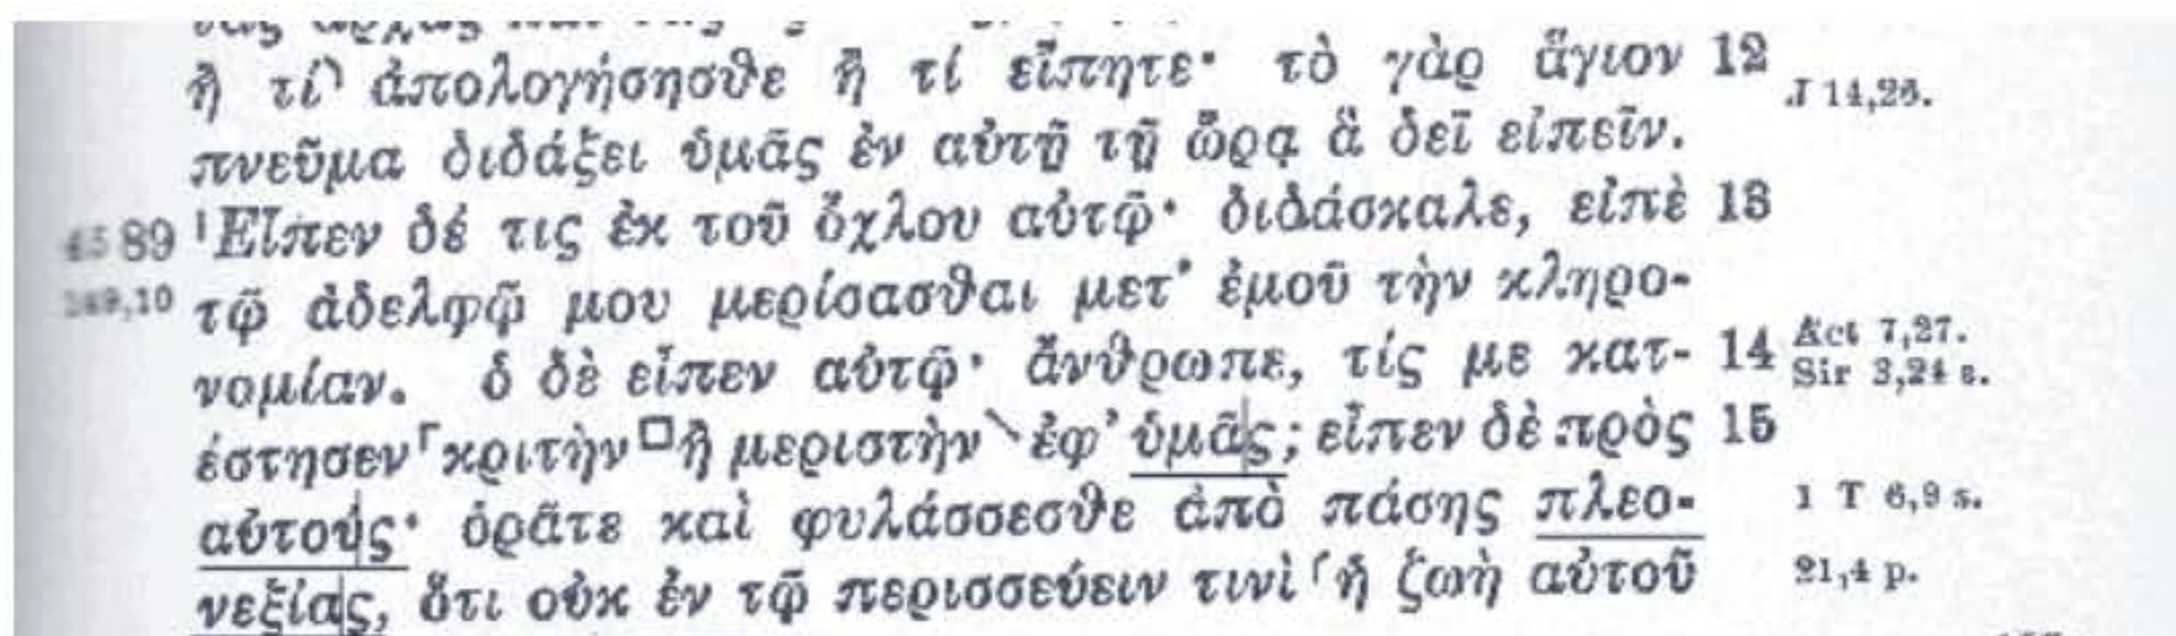 ἢ τί⸃ ἀπολογήσησθε ἢ τί εἴπητε· τὸ γὰρ ἅγιον 12 J 14,26.
πνεῦμα διδάξει ὑμᾶς ἐν αὐτῇ τῇ ὥρᾳ ἃ δεῖ εἰπεῖν.
45 89 ˈΕἶπεν δέ τις ἐκ τοῦ ὄχλου αὐτῷ· διδάσκαλε, εἰπὲ 13
149,10 τῷ ἀδελφῷ μου μερίσασθαι μετ’ ἐμοῦ τὴν κληρο-
νομίαν. ὁ δὲ εἶπεν αὐτῷ· ἄνθρωπε, τίς με κατ- 14 Act 7,27. Sir 3,24 s.
έστησεν ⸀κριτὴν ⸋ἢ μεριστὴν⸌ ἐφ’ ὑμᾶς; εἶπεν δὲ πρὸς 15
αὐτούς· ὁρᾶτε καὶ φυλάσσεσθε ἀπὸ πάσης πλεο- 1 T 6,9 s.
νεξίας, ὅτι οὐκ ἐν τῷ περισσεύειν τινὶ ⸀ἡ ζωὴ αὐτοῦ 21,4 p.